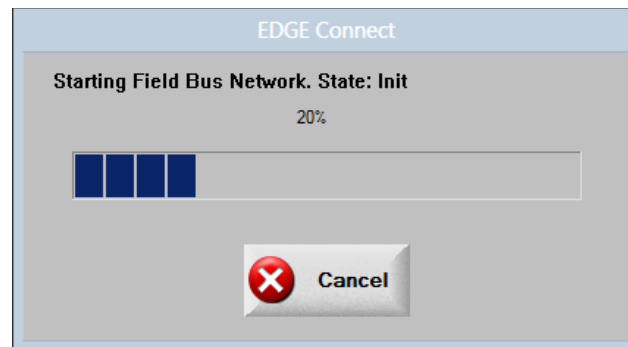 EDGE Connect
Starting Field Bus Network. State: Init
20%
Cancel